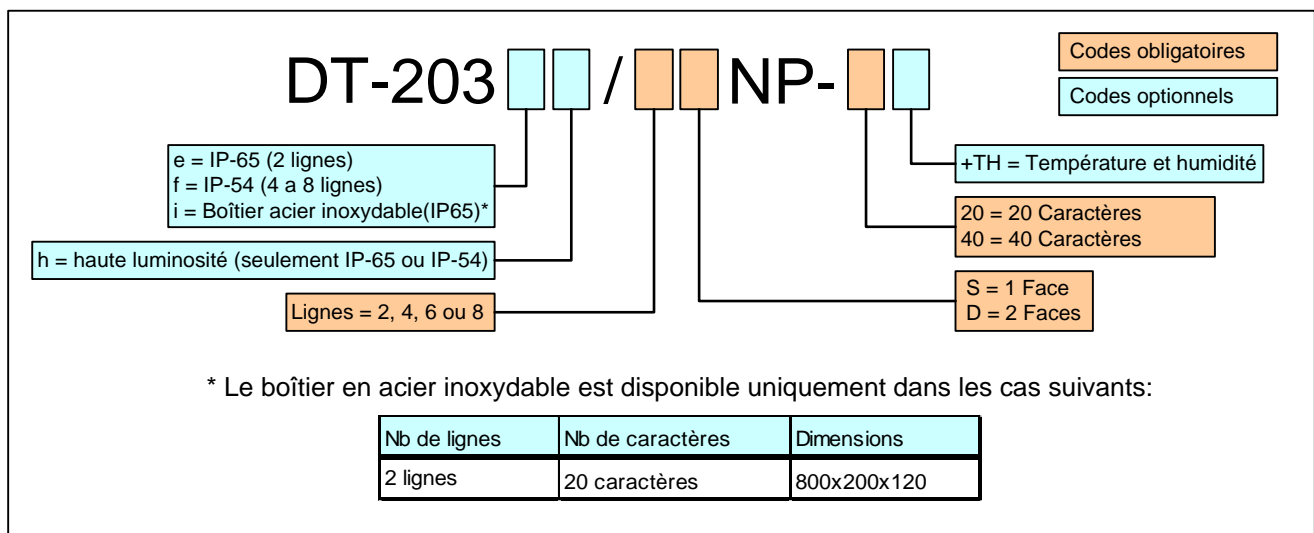 DT-203 / NP-
Codes obligatoires
Codes optionnels
e = IP-65 (2 lignes)
f = IP-54 (4 a 8 lignes)
i = Boîtier acier inoxydable(IP65)*
+TH = Température et humidité
20 = 20 Caractères
40 = 40 Caractères
h = haute luminosité (seulement IP-65 ou IP-54)
S = 1 Face
D = 2 Faces
Lignes = 2, 4, 6 ou 8
* Le boîtier en acier inoxydable est disponible uniquement dans les cas suivants:
Nb de lignes Nb de caractères Dimensions
2 lignes 20 caractères 800x200x120